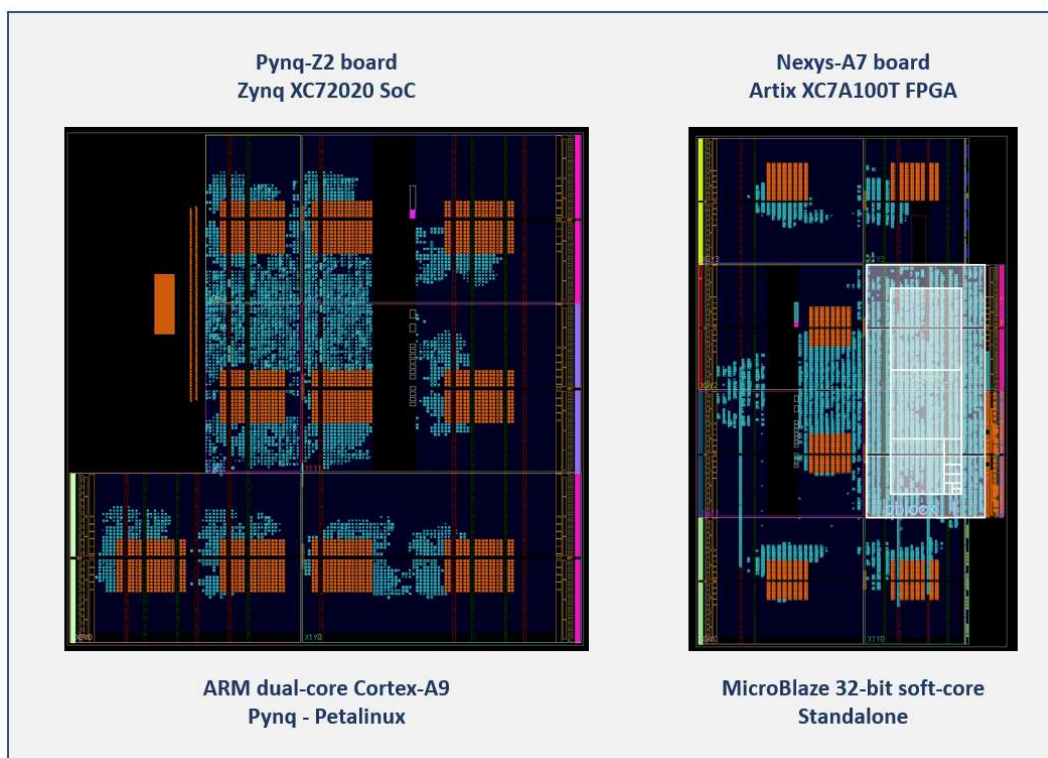 Pynq-Z2 board
Zynq XC72020 SoC
Nexys-A7 board
Artix XC7A100T FPGA
X1Y0
ARM dual-core Cortex-A9
Pynq - Petalinux
MicroBlaze 32-bit soft-core
Standalone